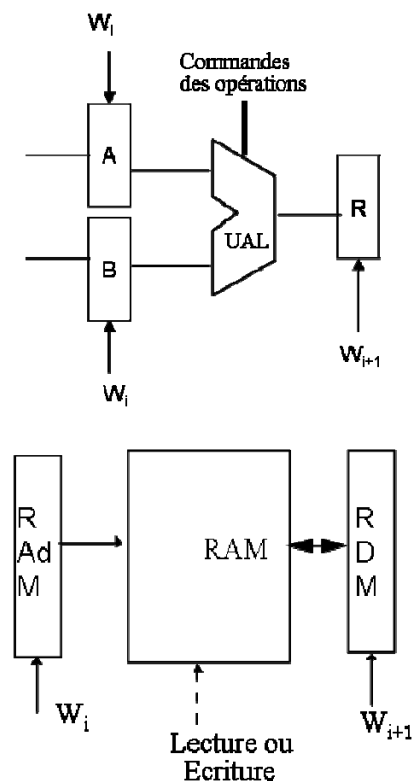 Wi
Commandes
des opérations
A
R
UAL
B
Wi
Wi+1
R
Ad
M
RAM
R
D
M
Wi
Wi+1
Lecture ou
Ecriture